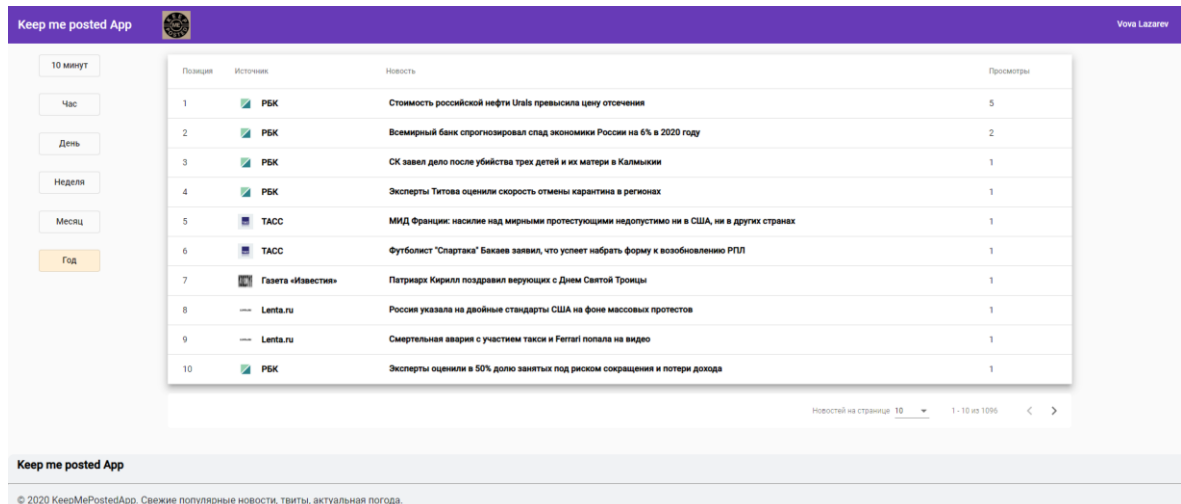 Keep me posted App
Vova Lazarev
10 минут
Час
День
Неделя
Месяц
Год
Позиция Источник Новость Просмотры
1 РБК Стоимость российской нефти Urals превысила цену отсечения 5
2 РБК Всемирный банк спрогнозировал спад экономики России на 6% в 2020 году 2
3 РБК СК завел дело после убийства трех детей и их матери в Калмыкии 1
4 РБК Эксперты Титова оценили скорость отмены карантина в регионах 1
5 ТАСС МИД Франции: насилие над мирными протестующими недопустимо ни в США, ни в других странах 1
6 ТАСС Футболист "Спартака" Бакаев заявил, что успеет набрать форму к возобновлению РПЛ 1
7 Газета «Известия» Патриарх Кирилл поздравил верующих с Днем Святой Троицы 1
8 Lenta.ru Россия указала на двойные стандарты США на фоне массовых протестов 1
9 Lenta.ru Смертельная авария с участием такси и Ferrari попала на видео 1
10 РБК Эксперты оценили в 50% долю занятых под риском сокращения и потери дохода 1
Новостей на странице 10 1 - 10 из 1096
Keep me posted App
© 2020 KeepMePostedApp. Свежие популярные новости, твиты, актуальная погода.